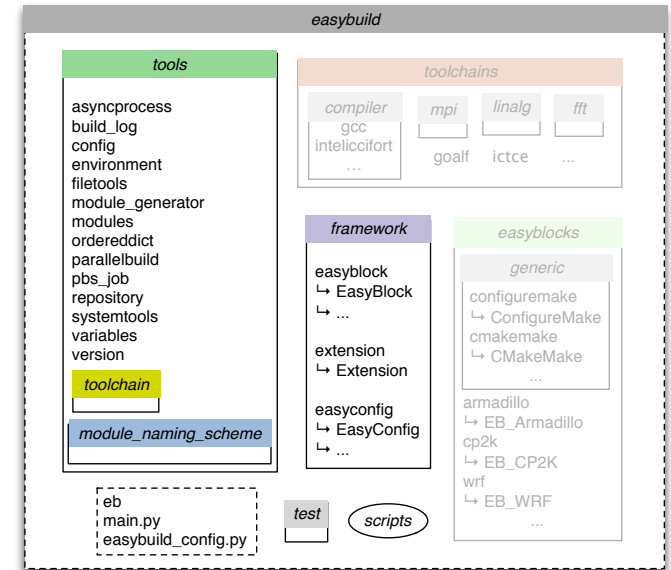 easybuild
tools
asyncprocess
build_log
config
environment
filetools
module_generator
modules
ordereddict
parallelbuild
pbs_job
repository
systemtools
variables
version
toolchain
module_naming_scheme
toolchains
compiler
gcc
inteliccifort
...
mpi
linalg
fft
goalf
ictce
...
framework
easyblock
↳ EasyBlock
↳ ...
extension
↳ Extension
easyconfig
↳ EasyConfig
↳ ...
easyblocks
generic
configuremake
↳ ConfigureMake
cmakemake
↳ CMakeMake
...
armadillo
↳ EB_Armadillo
cp2k
↳ EB_CP2K
wrf
↳ EB_WRF
...
eb
main.py
easybuild_config.py
test
scripts